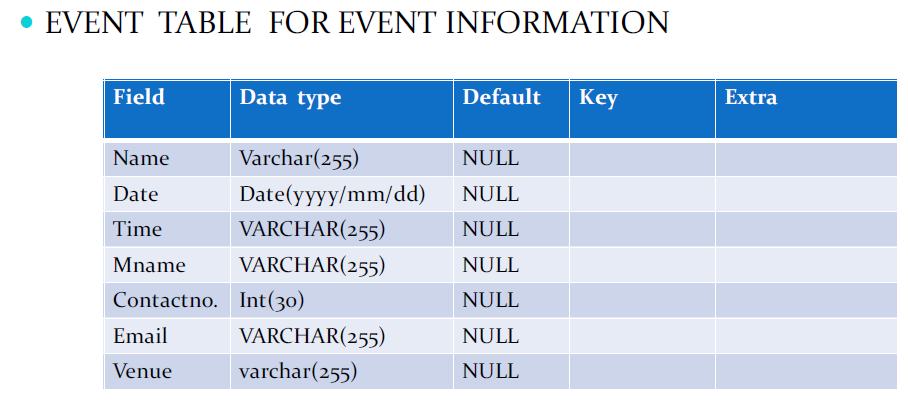 EVENT TABLE FOR EVENT INFORMATION
Field Data type Default Key Extra
Name Varchar(255) NULL
Date Date(yyyy/mm/dd) NULL
Time VARCHAR(255) NULL
Mname VARCHAR(255) NULL
Contactno. Int(30) NULL
Email VARCHAR(255) NULL
Venue varchar(255) NULL